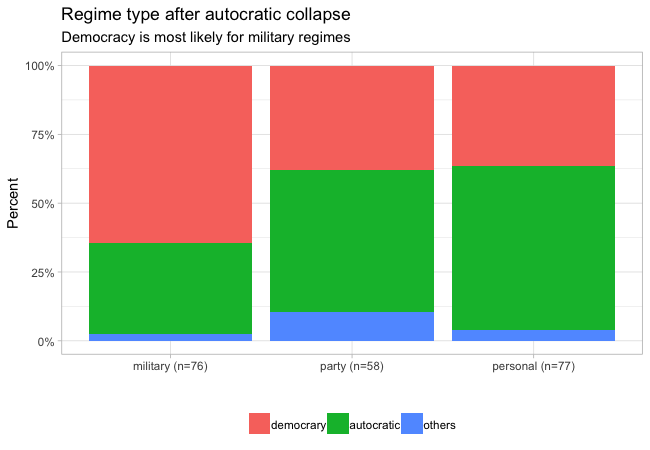 Regime type after autocratic collapse
Democracy is most likely for military regimes
Percent
100%
75%
50%
25%
0%
military (n=76) party (n=58) personal (n=77)
democrary autocratic others